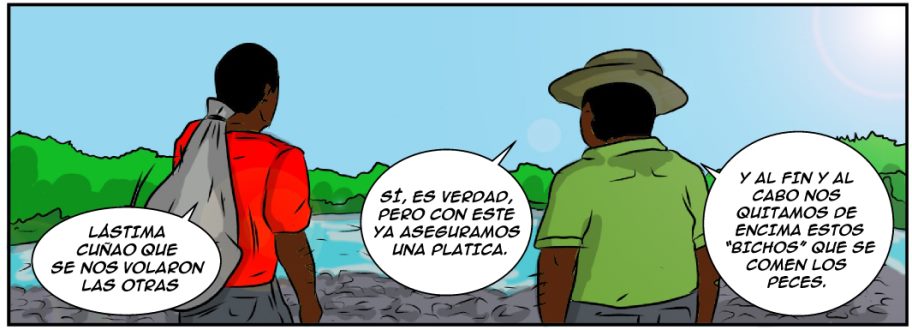 LÁSTIMA
CUÑAO QUE
SE NOS VOLARON
LAS OTRAS
SÍ, ES VERDAD,
PERO CON ESTE
YA ASEGURAMOS
UNA PLATICA.
Y AL FIN Y AL
CABO NOS
QUITAMOS DE
ENCIMA ESTOS
"BICHOS" QUE SE
COMEN LOS
PECES.